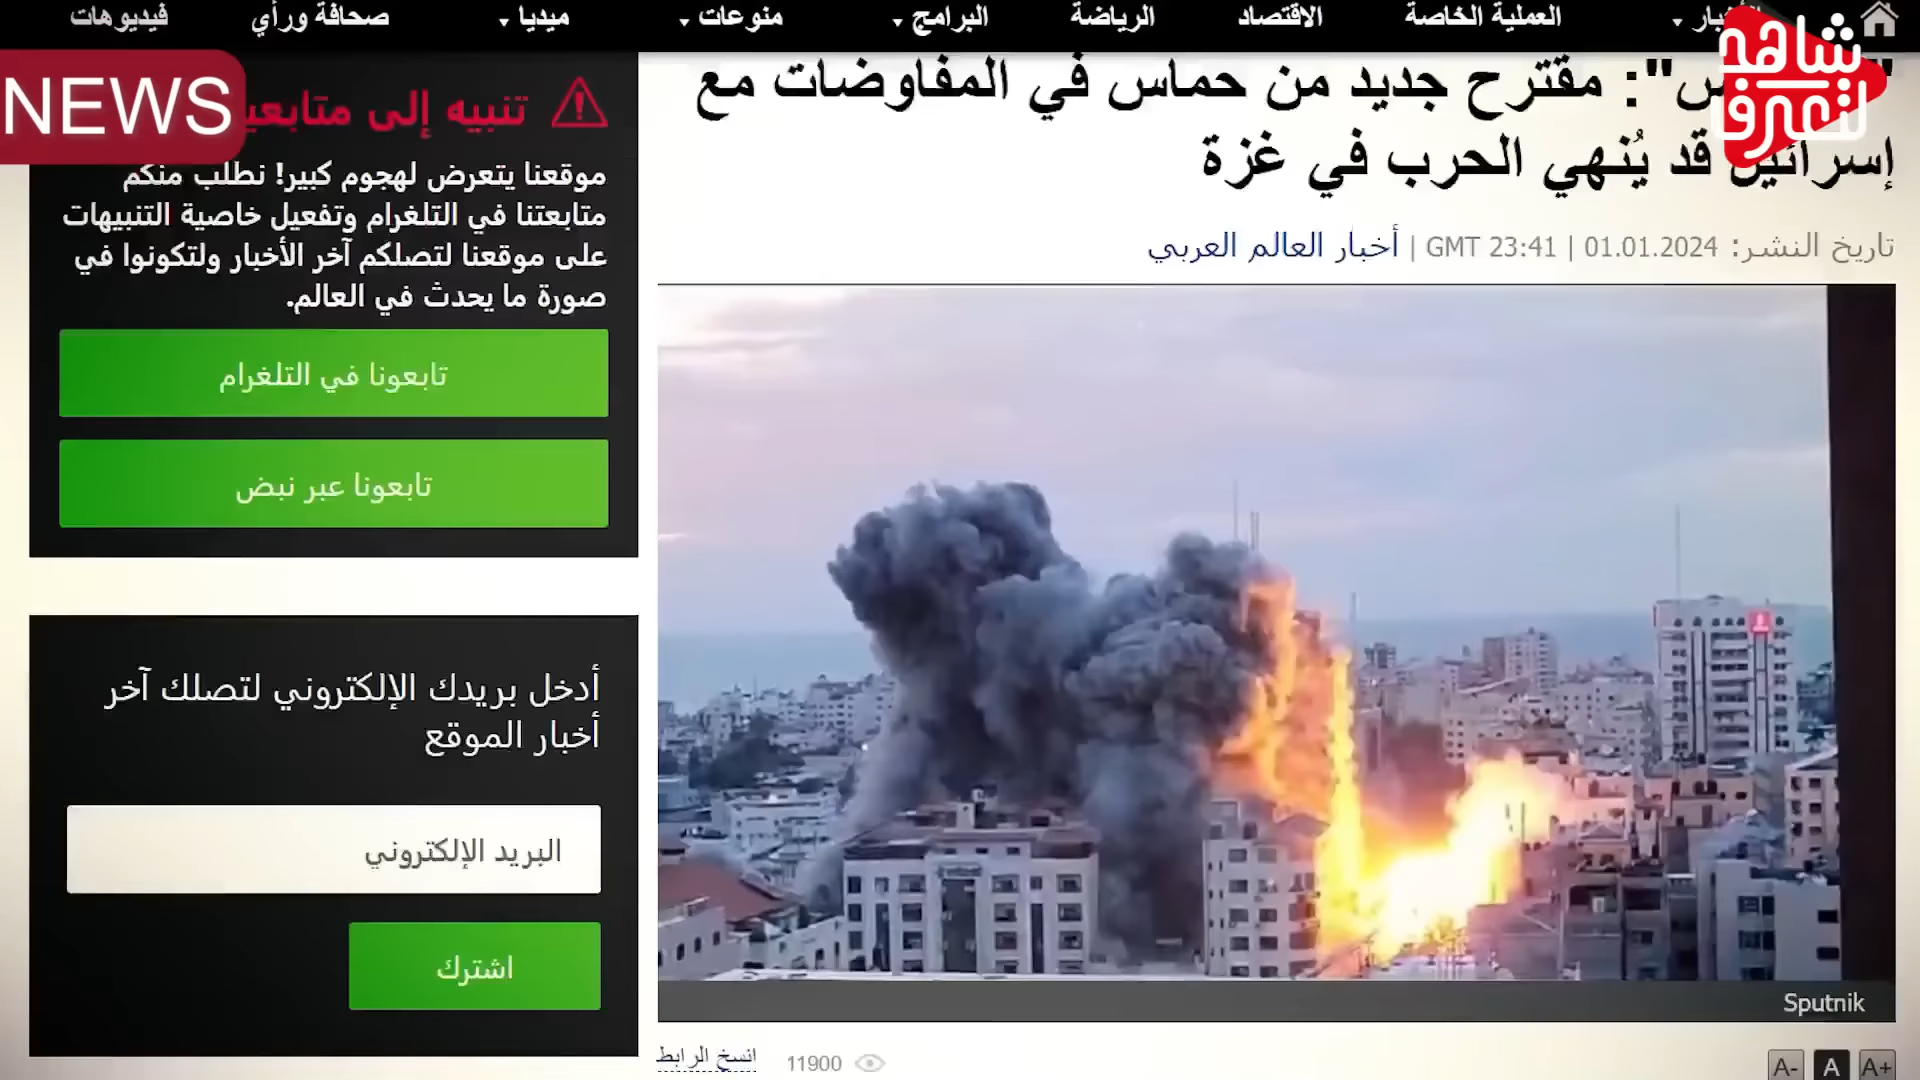 الأخبار
العملية الخاصة
الاقتصاد
الرياضة
البرامج
منوعات
ميديا
صحافة ورأي
فيديوهات
شاهد
لتعرف
NEWS
": مقترح جديد من حماس في المفاوضات مع
إسرائيل قد يُنهي الحرب في غزة
تاريخ النشر: 01.01.2024 | 23:41 GMT | أخبار العالم العربي
تنبيه إلى
موقعنا يتعرض لهجوم كبير! نطلب منكم
متابعتنا في التلغرام وتفعيل خاصية التنبيهات
على موقعنا لتصلكم آخر الأخبار ولتكونوا في
صورة ما يحدث في العالم.
تابعونا في التلغرام
تابعونا عبر نبض
أدخل بريدك الإلكتروني لتصلك آخر
أخبار الموقع
البريد الإلكتروني
اشترك
Sputnik
A+ A A-
11900
انسخ الرابط